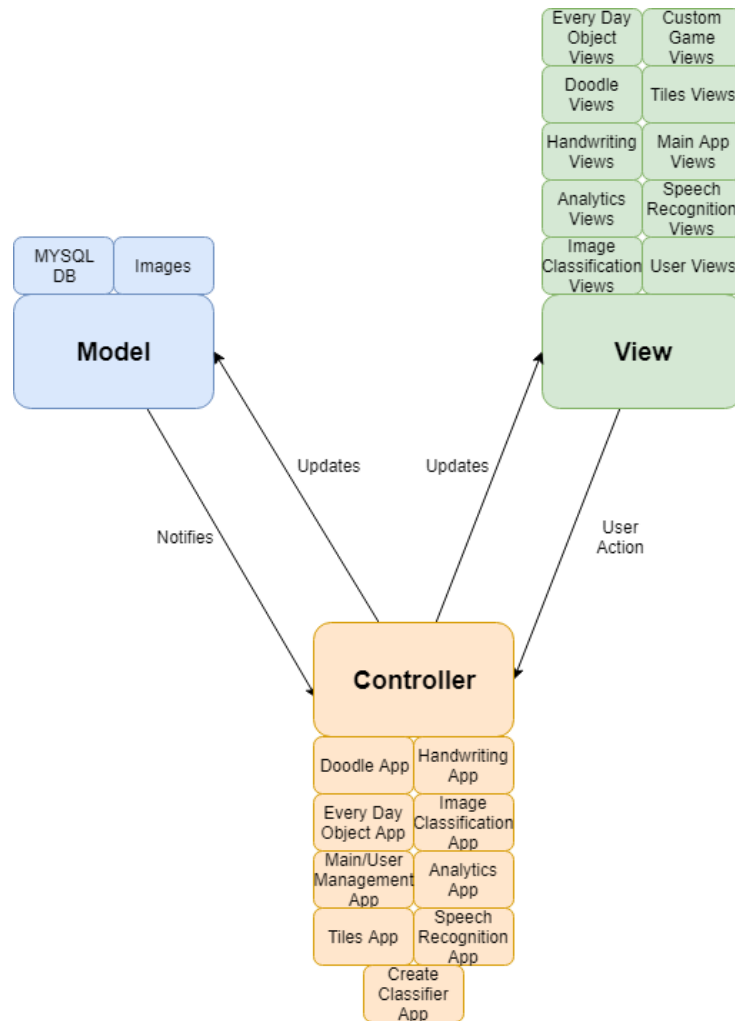 Every Day
Object
Views
Custom
Game
Views
Doodle
Views
Tiles Views
Handwriting
Views
Main App
Views
Analytics
Views
Speech
Recognition
Views
Image
Classification
Views
User Views
MYSQL
DB
Images
Model
View
Updates
Updates
Notifies
User
Action
Controller
Doodle App
Handwriting
App
Every Day
Object App
Image
Classification
App
Main/User
Management
App
Analytics
App
Tiles App
Speech
Recognition
App
Create
Classifier
App